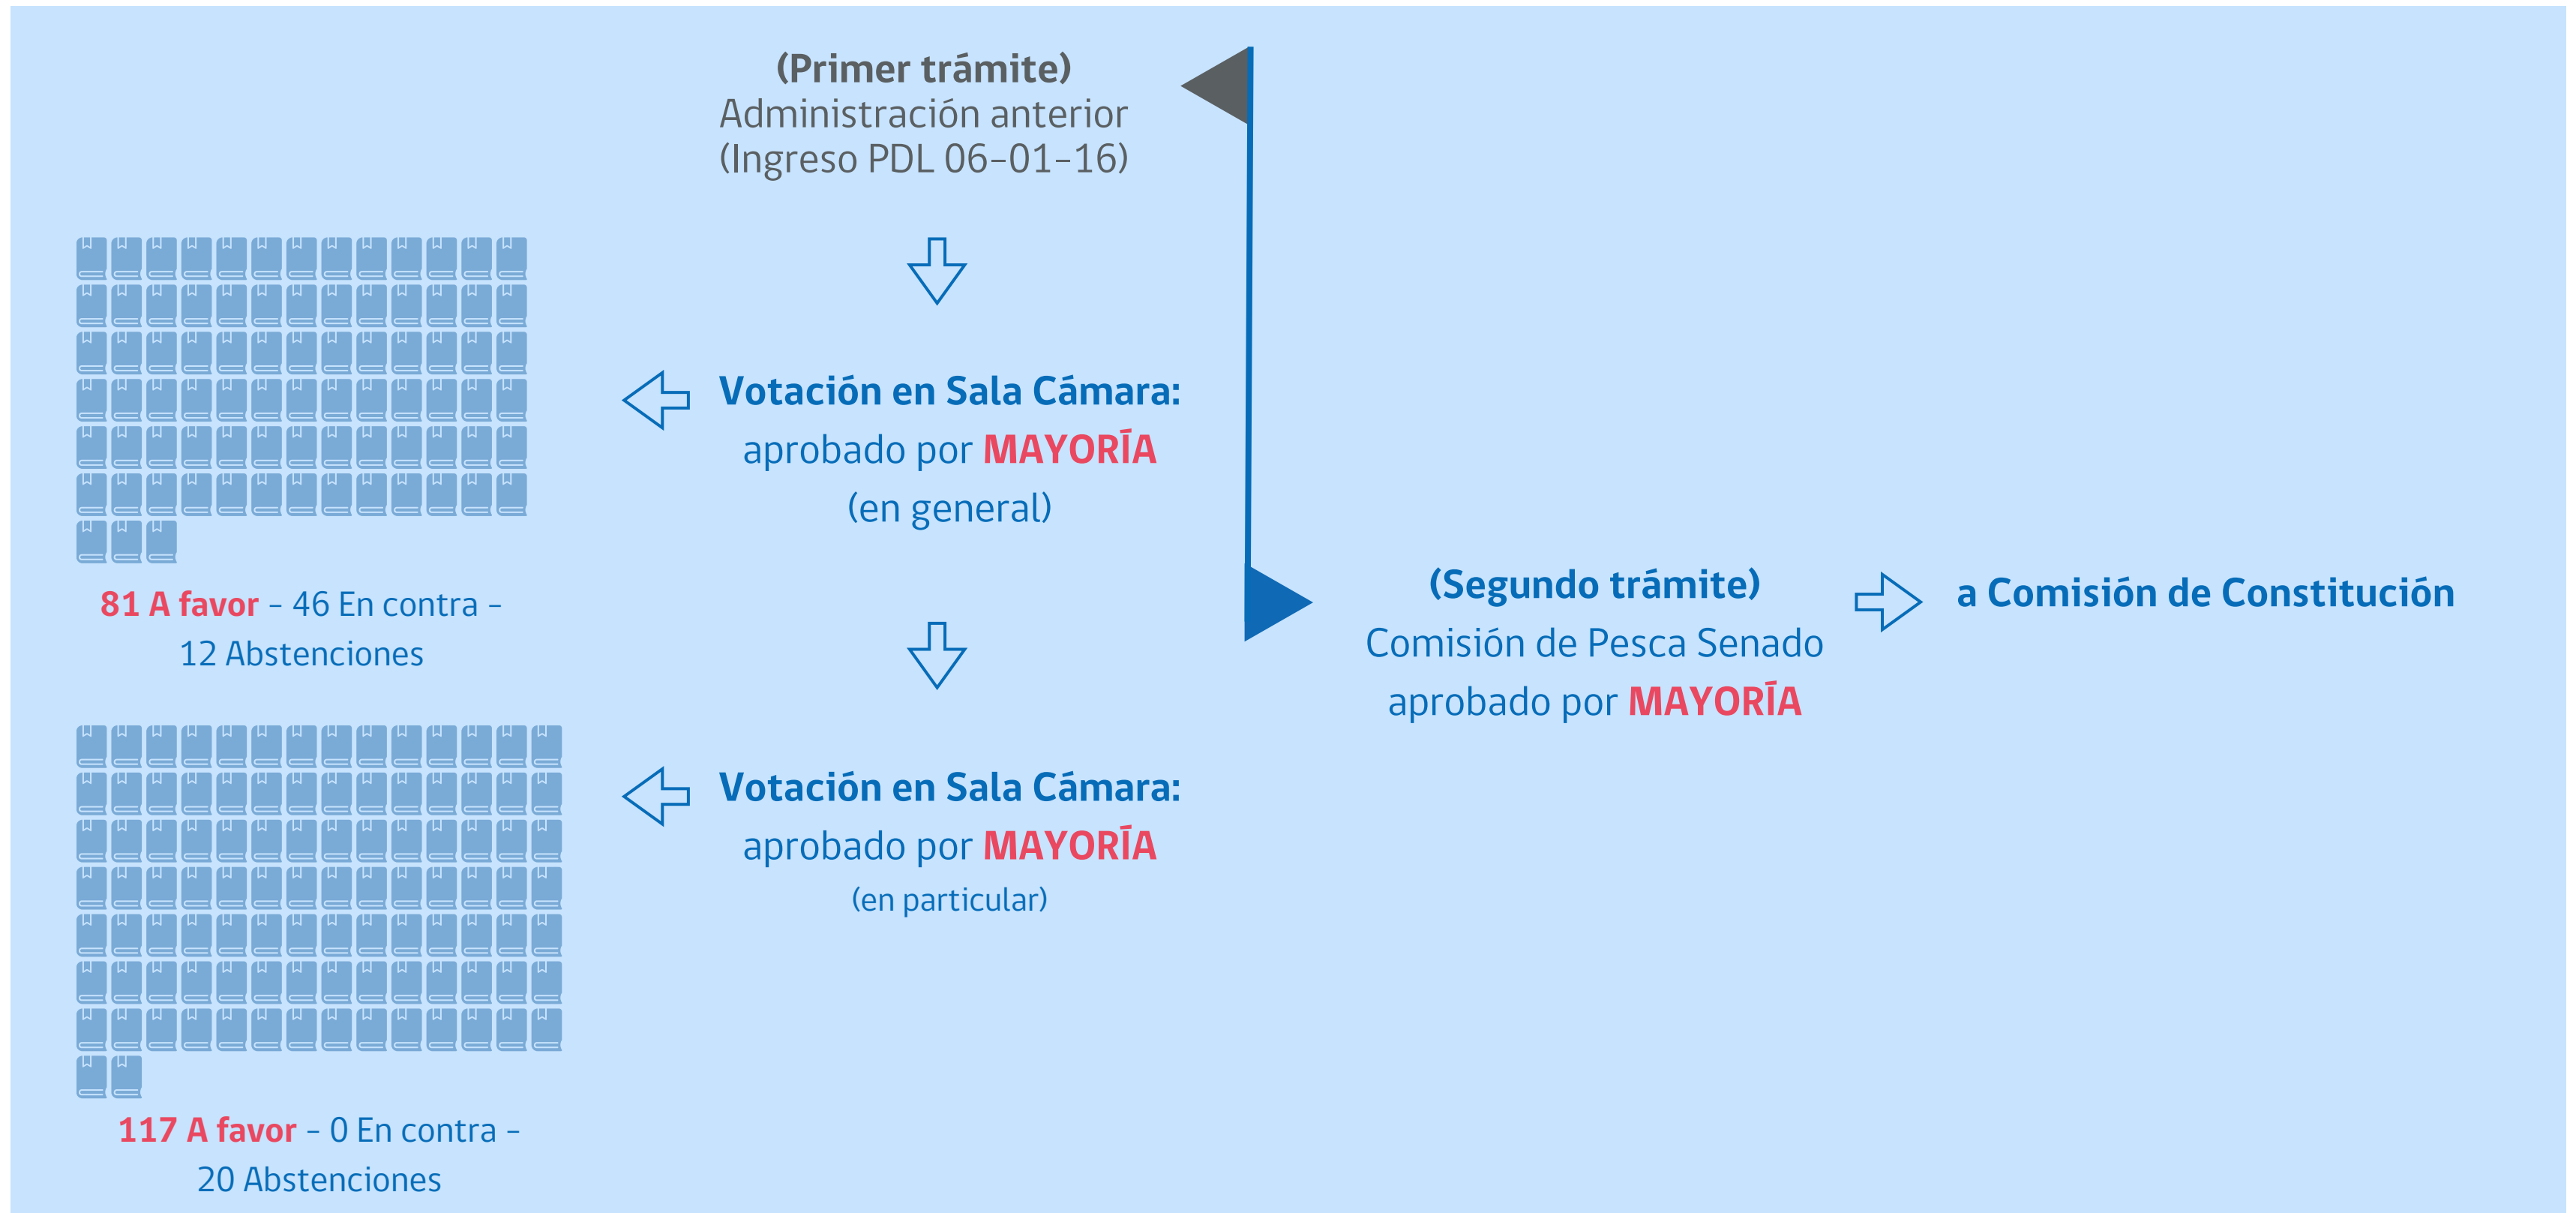 (Primer trámite)
Administración anterior
(Ingreso PDL 06-01-16)
Votación en Sala Cámara:
aprobado por MAYORÍA
(en general)
81 A favor - 46 En contra -
12 Abstenciones
Votación en Sala Cámara:
aprobado por MAYORÍA
(en particular)
117 A favor - 0 En contra -
20 Abstenciones
(Segundo trámite)
Comisión de Pesca Senado
aprobado por MAYORÍA
a Comisión de Constitución